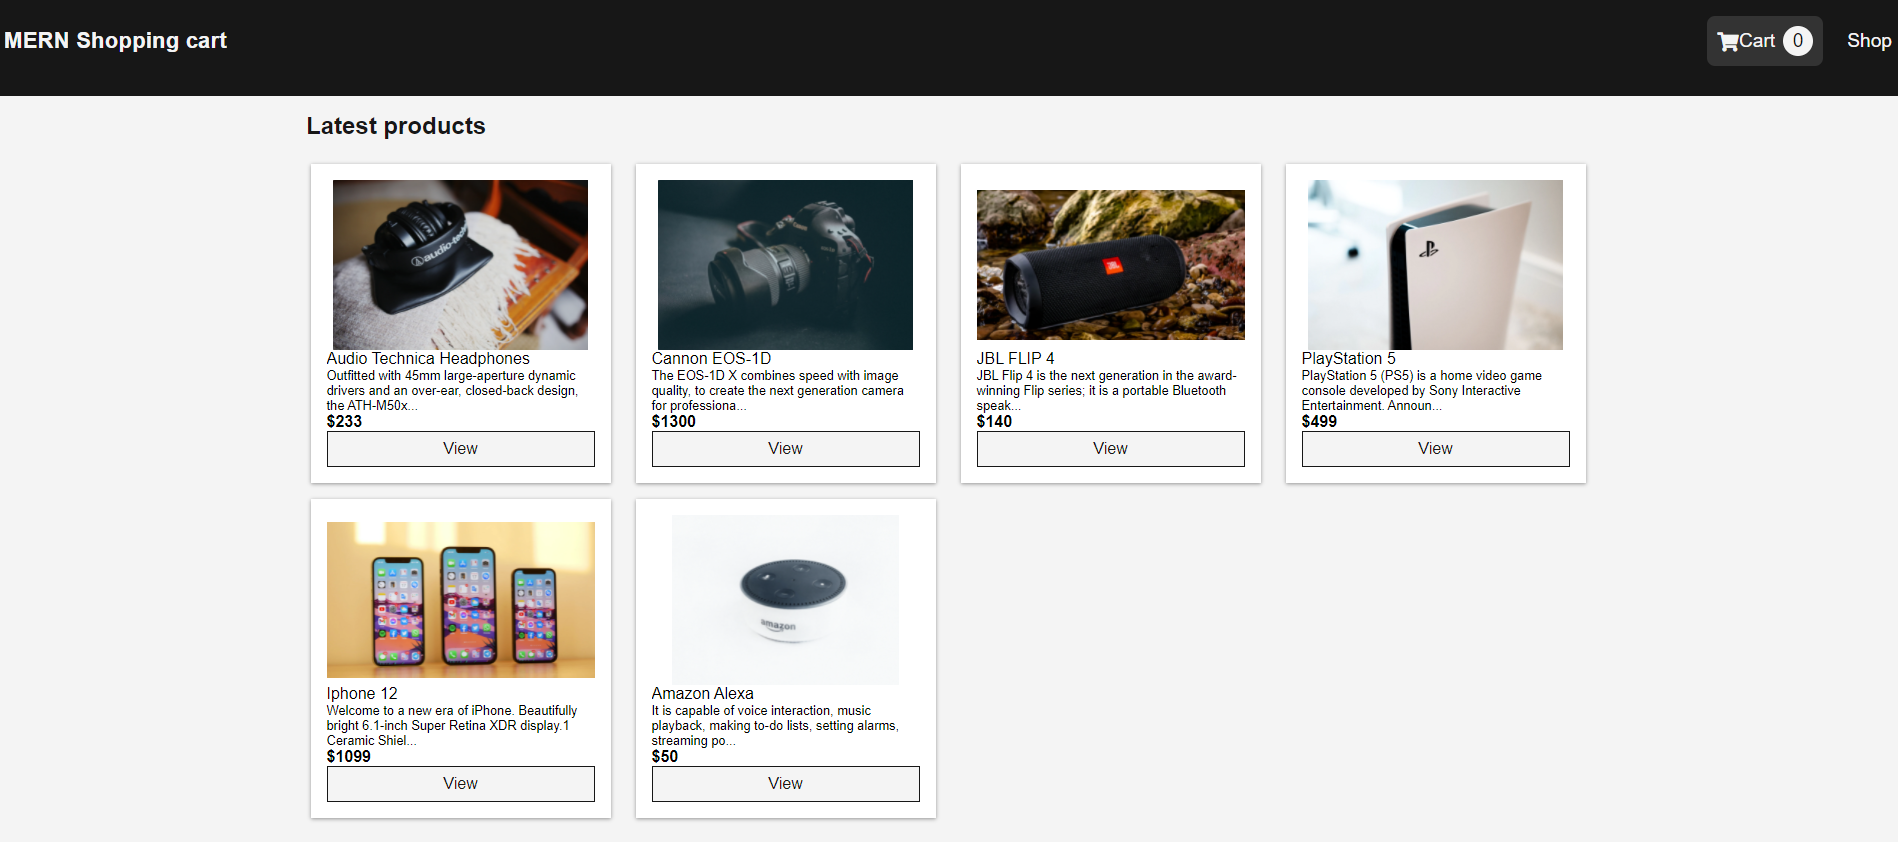 MERN Shopping cart
Cart 0
Shop
Latest products
audio-tech
Audio Technica Headphones
Outfitted with 45mm large-aperture dynamic
drivers and an over-ear, closed-back design,
the ATH-M50x...
$233
View
Cannon EOS-1D
The EOS-1D X combines speed with image
quality, to create the next generation camera
for professiona...
$1300
View
JBL
JBL FLIP 4
JBL Flip 4 is the next generation in the award-
winning Flip series; it is a portable Bluetooth
speak...
$140
View
PlayStation 5
PlayStation 5 (PS5) is a home video game
console developed by Sony Interactive
Entertainment. Announ...
$499
View
Iphone 12
Welcome to a new era of iPhone. Beautifully
bright 6.1-inch Super Retina XDR display.1
Ceramic Shiel...
$1099
View
amazon
Amazon Alexa
It is capable of voice interaction, music
playback, making to-do lists, setting alarms,
streaming po...
$50
View